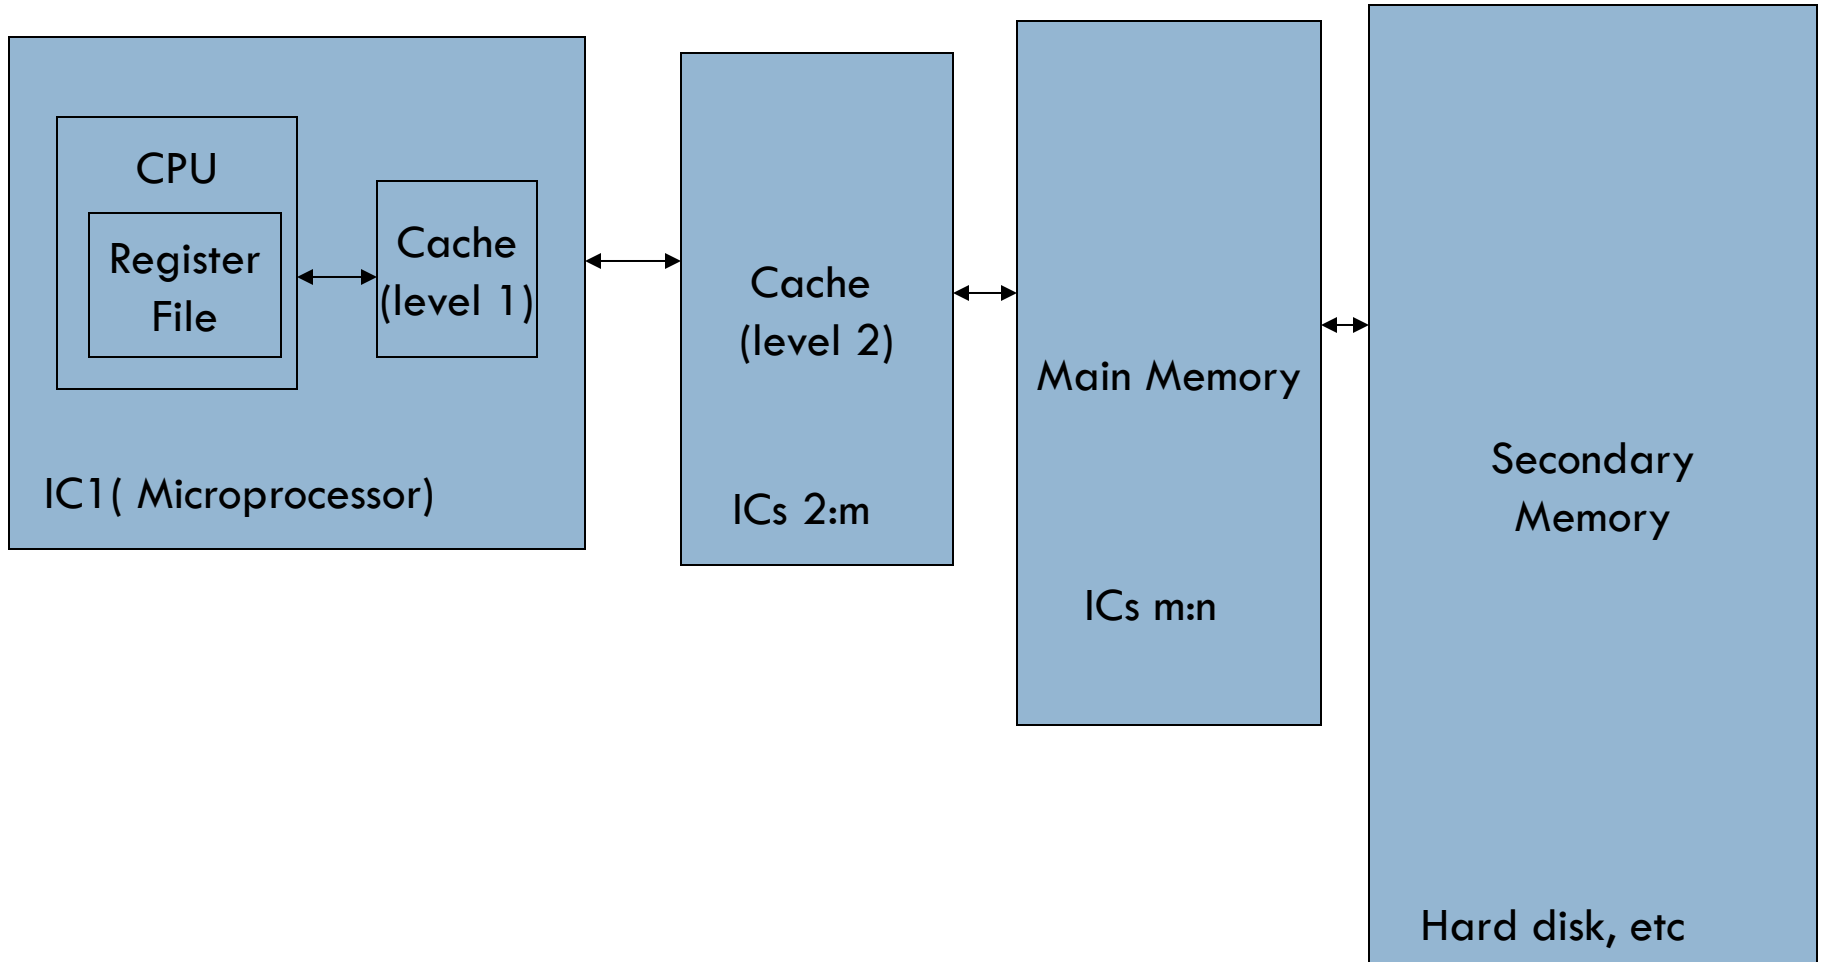 CPU
Register
File
Cache
(level 1)
IC1( Microprocessor)
Cache
(level 2)
ICs 2:m
Main Memory
ICs m:n
Secondary
Memory
Hard disk, etc